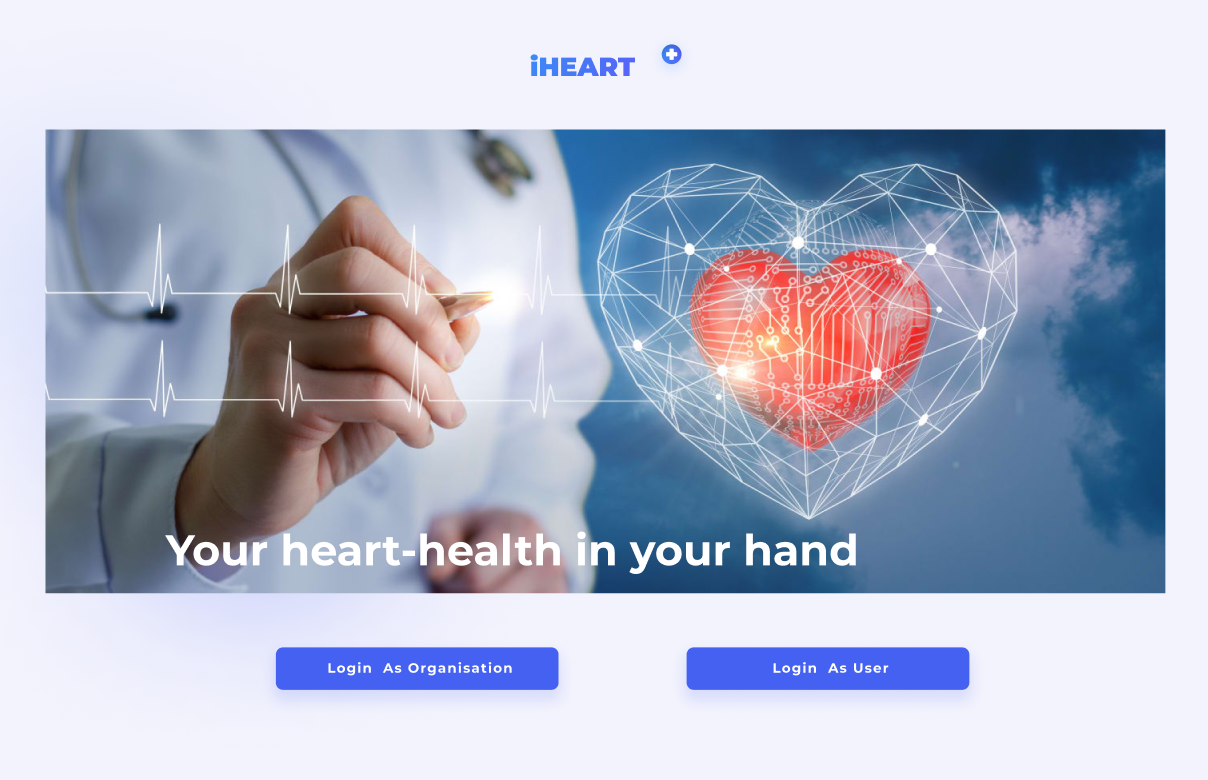 iHEART
Your heart-health in your hand
Login As Organisation
Login As User